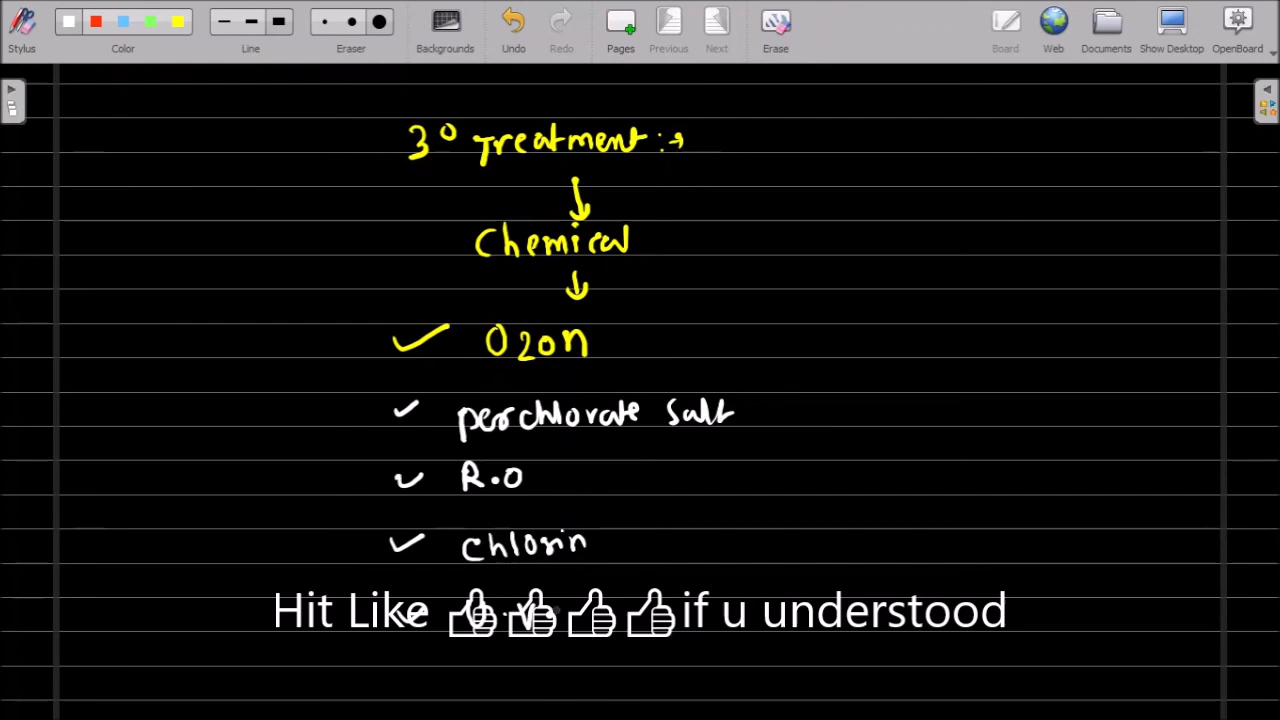 Stylus Color Line Eraser Backgrounds Undo Redo Pages Previous Next Erase Board Web Documents Show Desktop OpenBoard
3° Treatment :→
Chemical
Ozon
perchlorate salt
R.O
chlorin
U.V.
Hit Like 👍👍👍👍 if u understood